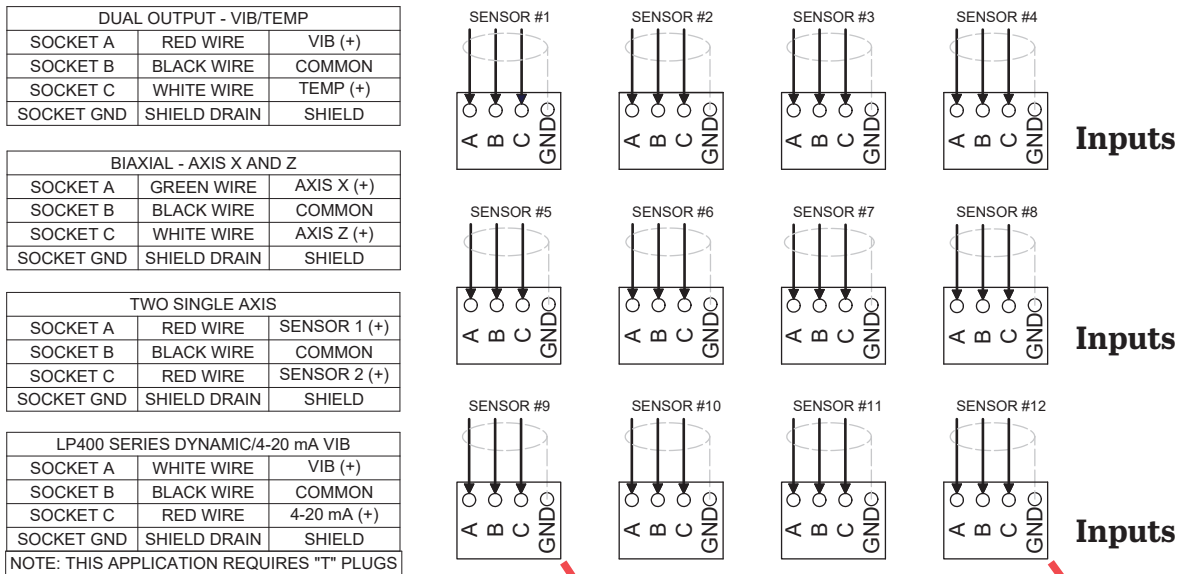 DUAL OUTPUT - VIB/TEMP
SOCKET A RED WIRE VIB (+)
SOCKET B BLACK WIRE COMMON
SOCKET C WHITE WIRE TEMP (+)
SOCKET GND SHIELD DRAIN SHIELD
BIAXIAL - AXIS X AND Z
SOCKET A GREEN WIRE AXIS X (+)
SOCKET B BLACK WIRE COMMON
SOCKET C WHITE WIRE AXIS Z (+)
SOCKET GND SHIELD DRAIN SHIELD
TWO SINGLE AXIS
SOCKET A RED WIRE SENSOR 1 (+)
SOCKET B BLACK WIRE COMMON
SOCKET C RED WIRE SENSOR 2 (+)
SOCKET GND SHIELD DRAIN SHIELD
LP400 SERIES DYNAMIC/4-20 mA VIB
SOCKET A WHITE WIRE VIB (+)
SOCKET B BLACK WIRE COMMON
SOCKET C RED WIRE 4-20 mA (+)
SOCKET GND SHIELD DRAIN SHIELD
NOTE: THIS APPLICATION REQUIRES "T" PLUGS
SENSOR #1 SENSOR #2 SENSOR #3 SENSOR #4
A B C GND A B C GND A B C GND A B C GND
Inputs
SENSOR #5 SENSOR #6 SENSOR #7 SENSOR #8
A B C GND A B C GND A B C GND A B C GND
Inputs
SENSOR #9 SENSOR #10 SENSOR #11 SENSOR #12
A B C GND A B C GND A B C GND A B C GND
Inputs